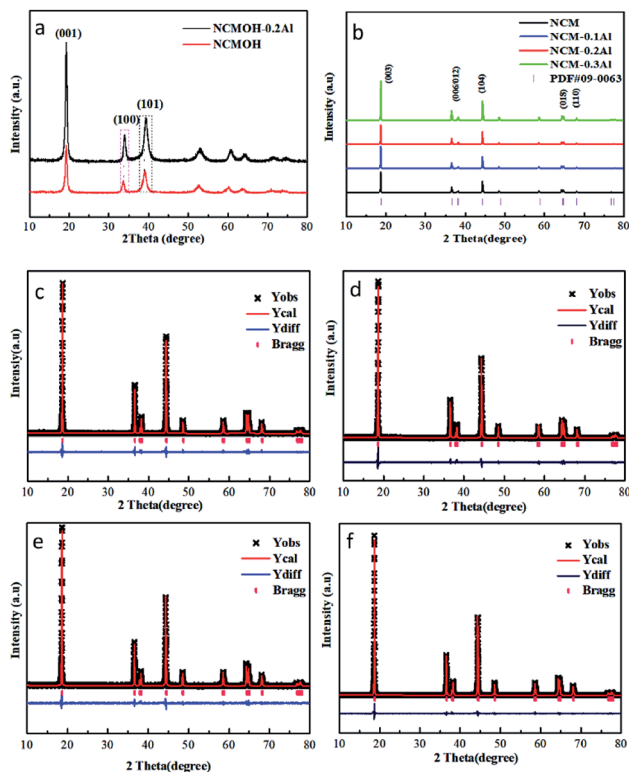 a
(001)
(100)
(101)
NCMOH-0.2Al
NCMOH
Intensity (a.u.)
10 20 30 40 50 60 70 80
2Theta (degree)
b
(003)
(006/012)
(104)
(018)
(110)
NCM
NCM-0.1Al
NCM-0.2Al
NCM-0.3Al
PDF#09-0063
Intensity (a.u.)
10 20 30 40 50 60 70 80
2 Theta(degree)
c
Yobs
Ycal
Ydiff
Bragg
Intensiy(a.u)
10 20 30 40 50 60 70 80
2 Theta(degree)
d
Yobs
Ycal
Ydiff
Bragg
Intensiy (a.u)
10 20 30 40 50 60 70 80
2 Theta(degree)
e
Yobs
Ycal
Ydiff
Bragg
Intensiy (a.u)
10 20 30 40 50 60 70 80
2 Theta(degree)
f
Yobs
Ycal
Ydiff
Bragg
Intensiy (a.u)
10 20 30 40 50 60 70 80
2 Theta(degree)